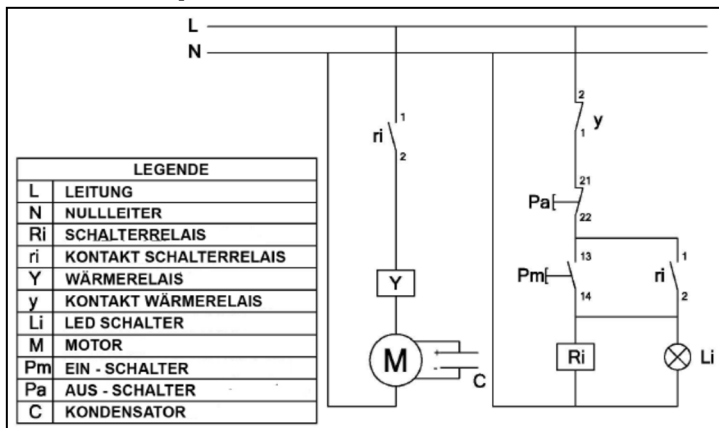 L
N
ri
1
2
Y
M
+
-
C
2
y
1
21
Pa
22
13
Pm
14
1
ri
2
Ri
Li
LEGENDE
L LEITUNG
N NULLLEITER
Ri SCHALTERRELAIS
ri KONTAKT SCHALTERRELAIS
Y WÄRMERELAIS
y KONTAKT WÄRMERELAIS
Li LED SCHALTER
M MOTOR
Pm EIN - SCHALTER
Pa AUS - SCHALTER
C KONDENSATOR